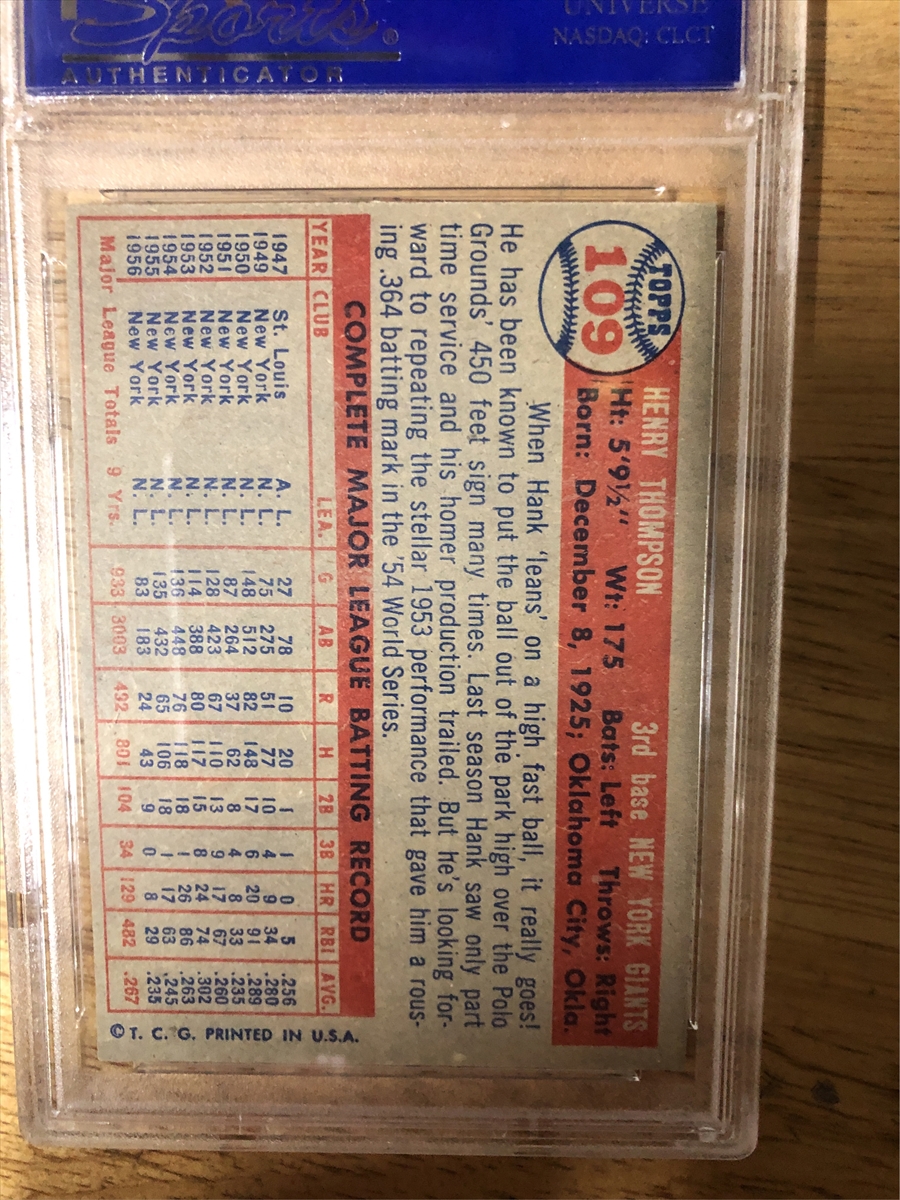 Sports®
AUTHENTICATOR
UNIVERSE
NASDAQ: CLCT
TOPPS
109
HENRY THOMPSON 3rd base NEW YORK GIANTS
Ht: 5'9½" Wt: 175 Bats: Left Throws: Right
Born: December 8, 1925; Oklahoma City, Okla.
When Hank 'leans' on a high fast ball, it really goes!
He has been known to put the ball out of the park high over the Polo
Grounds' 450 feet sign many times. Last season Hank saw only part
time service and his homer production trailed. But he's looking for-
ward to repeating the stellar 1953 performance that gave him a rous-
ing .364 batting mark in the '54 World Series.
COMPLETE MAJOR LEAGUE BATTING RECORD
YEAR CLUB LEA. G AB R H 2B 3B HR RBI AVG.
1947 St. Louis A. L. 27 78 10 20 1 1 0 5 .256
1949 New York N. L. 75 275 51 77 10 4 9 34 .280
1950 New York N. L. 148 512 82 148 17 6 20 91 .289
1951 New York N. L. 87 264 37 62 8 4 8 33 .235
1952 New York N. L. 128 423 67 110 13 9 17 67 .260
1953 New York N. L. 114 388 80 117 15 8 24 74 .302
1954 New York N. L. 136 448 76 118 18 1 26 86 .263
1955 New York N. L. 135 432 65 106 18 1 17 63 .245
1956 New York N. L. 83 183 24 43 9 0 8 29 .235
Major League Totals 9 Yrs. 933 3003 492 801 104 34 129 482 .267
© T. C. G. PRINTED IN U.S.A.